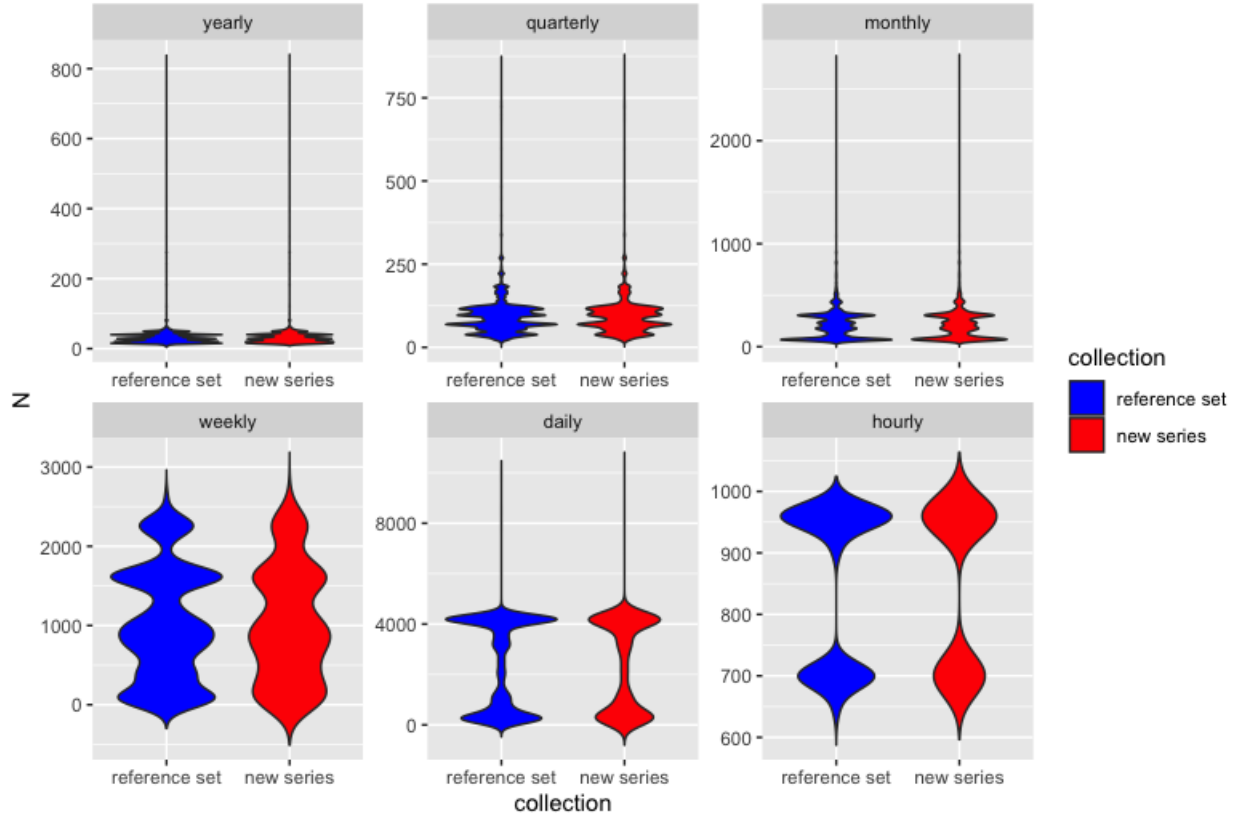 yearly
quarterly
monthly
800
600
400
200
0
750
500
250
0
2000
1000
0
reference set
new series
reference set
new series
reference set
new series
N
weekly
daily
hourly
3000
2000
1000
0
8000
4000
0
1000
900
800
700
600
reference set
new series
reference set
new series
reference set
new series
collection
collection
reference set
new series